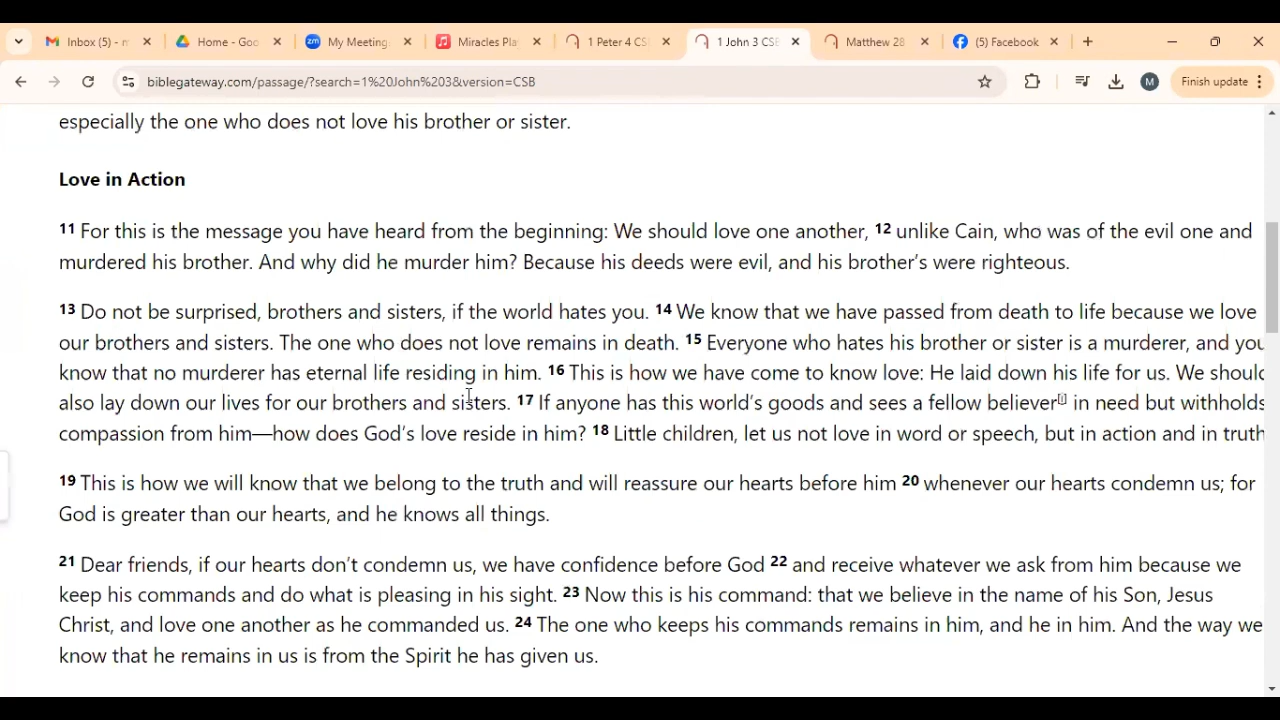 Inbox (5) - m
Home - Goo
My Meeting
Miracles Pla
1 Peter 4 CS
1 John 3 CSB
Matthew 28
(5) Facebook
biblegateway.com/passage/?search=1%20John%203&version=CSB
M
Finish update
especially the one who does not love his brother or sister.
Love in Action
11 For this is the message you have heard from the beginning: We should love one another, 12 unlike Cain, who was of the evil one and
murdered his brother. And why did he murder him? Because his deeds were evil, and his brother’s were righteous.
13 Do not be surprised, brothers and sisters, if the world hates you. 14 We know that we have passed from death to life because we love
our brothers and sisters. The one who does not love remains in death. 15 Everyone who hates his brother or sister is a murderer, and you
know that no murderer has eternal life residing in him. 16 This is how we have come to know love: He laid down his life for us. We should
also lay down our lives for our brothers and sisters. 17 If anyone has this world’s goods and sees a fellow believer in need but withholds
compassion from him—how does God’s love reside in him? 18 Little children, let us not love in word or speech, but in action and in truth
19 This is how we will know that we belong to the truth and will reassure our hearts before him 20 whenever our hearts condemn us; for
God is greater than our hearts, and he knows all things.
21 Dear friends, if our hearts don’t condemn us, we have confidence before God 22 and receive whatever we ask from him because we
keep his commands and do what is pleasing in his sight. 23 Now this is his command: that we believe in the name of his Son, Jesus
Christ, and love one another as he commanded us. 24 The one who keeps his commands remains in him, and he in him. And the way we
know that he remains in us is from the Spirit he has given us.